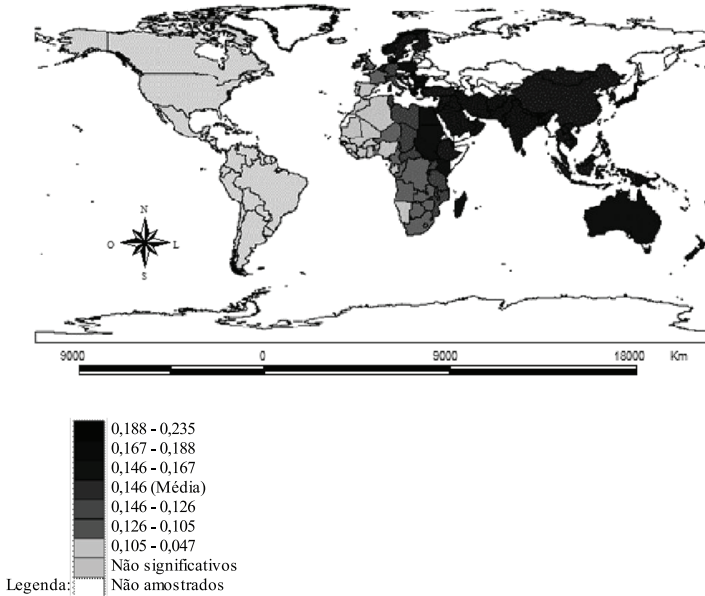 N
O L
S
9000 0 9000 18000 Km
0,188 - 0,235
0,167 - 0,188
0,146 - 0,167
0,146 (Média)
0,146 - 0,126
0,126 - 0,105
0,105 - 0,047
Não significativos
Legenda: Não amostrados